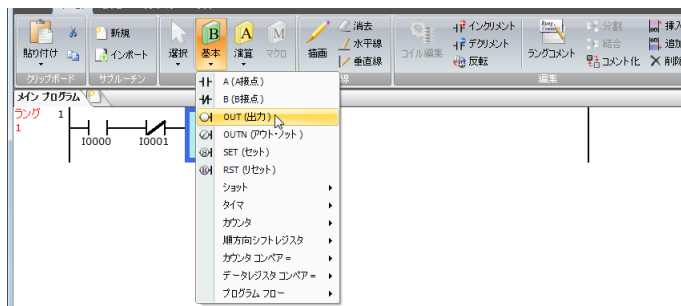 新規
消去
インクリメント
分割
挿入
貼り付け
インポート
選択
基本
演算
マクロ
描画
水平線
コイル編集
デクリメント
ラングコメント
結合
追加
垂直線
反転
コメント化
削除
クリップボード
サブルーチン
線
編集
メイン プログラム
A (A接点)
ラング 1
B (B接点)
1
I0000
I0001
OUT (出力)
OUTN (アウト・ノット)
SET (セット)
RST (リセット)
ショット
タイマ
カウンタ
順方向シフトレジスタ
カウンタ コンペア =
データレジスタ コンペア =
プログラム フロー